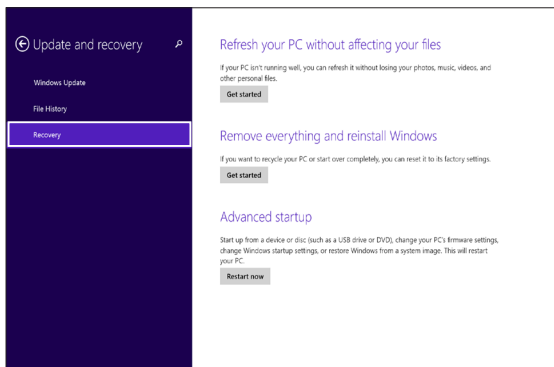 Update and recovery
Windows Update
File History
Recovery
Refresh your PC without affecting your files
If your PC isn't running well, you can refresh it without losing your photos, music, videos, and
other personal files.
Get started
Remove everything and reinstall Windows
If you want to recycle your PC or start over completely, you can reset it to its factory settings.
Get started
Advanced startup
Start up from a device or disc (such as a USB drive or DVD), change your PC's firmware settings,
change Windows startup settings, or restore Windows from a system image. This will restart
your PC.
Restart now